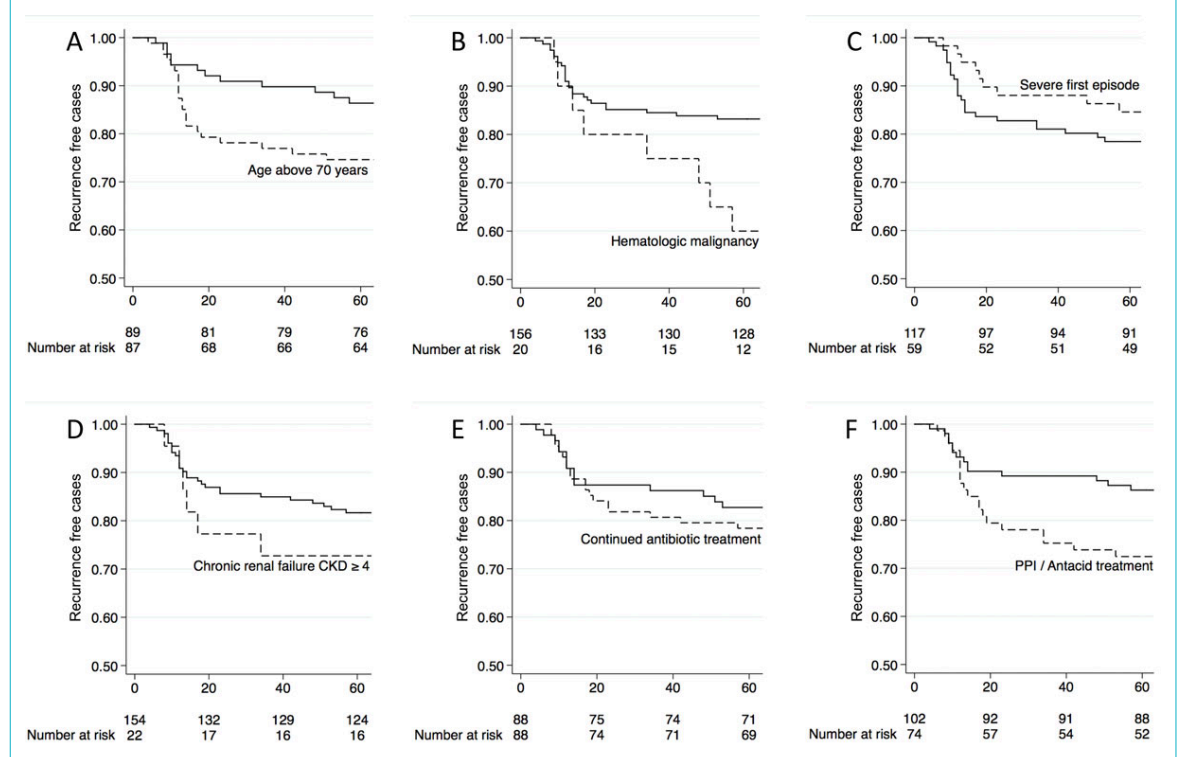 A
Recurrence free cases
1.00
0.90
0.80
0.70
0.60
0.50
Age above 70 years
0 20 40 60
89 81 79 76
Number at risk 87 68 66 64
B
Recurrence free cases
1.00
0.90
0.80
0.70
0.60
0.50
Hematologic malignancy
0 20 40 60
156 133 130 128
Number at risk 20 16 15 12
C
Recurrence free cases
1.00
0.90
0.80
0.70
0.60
0.50
Severe first episode
0 20 40 60
117 97 94 91
Number at risk 59 52 51 49
D
Recurrence free cases
1.00
0.90
0.80
0.70
0.60
0.50
Chronic renal failure CKD ≥ 4
0 20 40 60
154 132 129 124
Number at risk 22 17 16 16
E
Recurrence free cases
1.00
0.90
0.80
0.70
0.60
0.50
Continued antibiotic treatment
0 20 40 60
88 75 74 71
Number at risk 88 74 71 69
F
Recurrence free cases
1.00
0.90
0.80
0.70
0.60
0.50
PPI / Antacid treatment
0 20 40 60
102 92 91 88
Number at risk 74 57 54 52